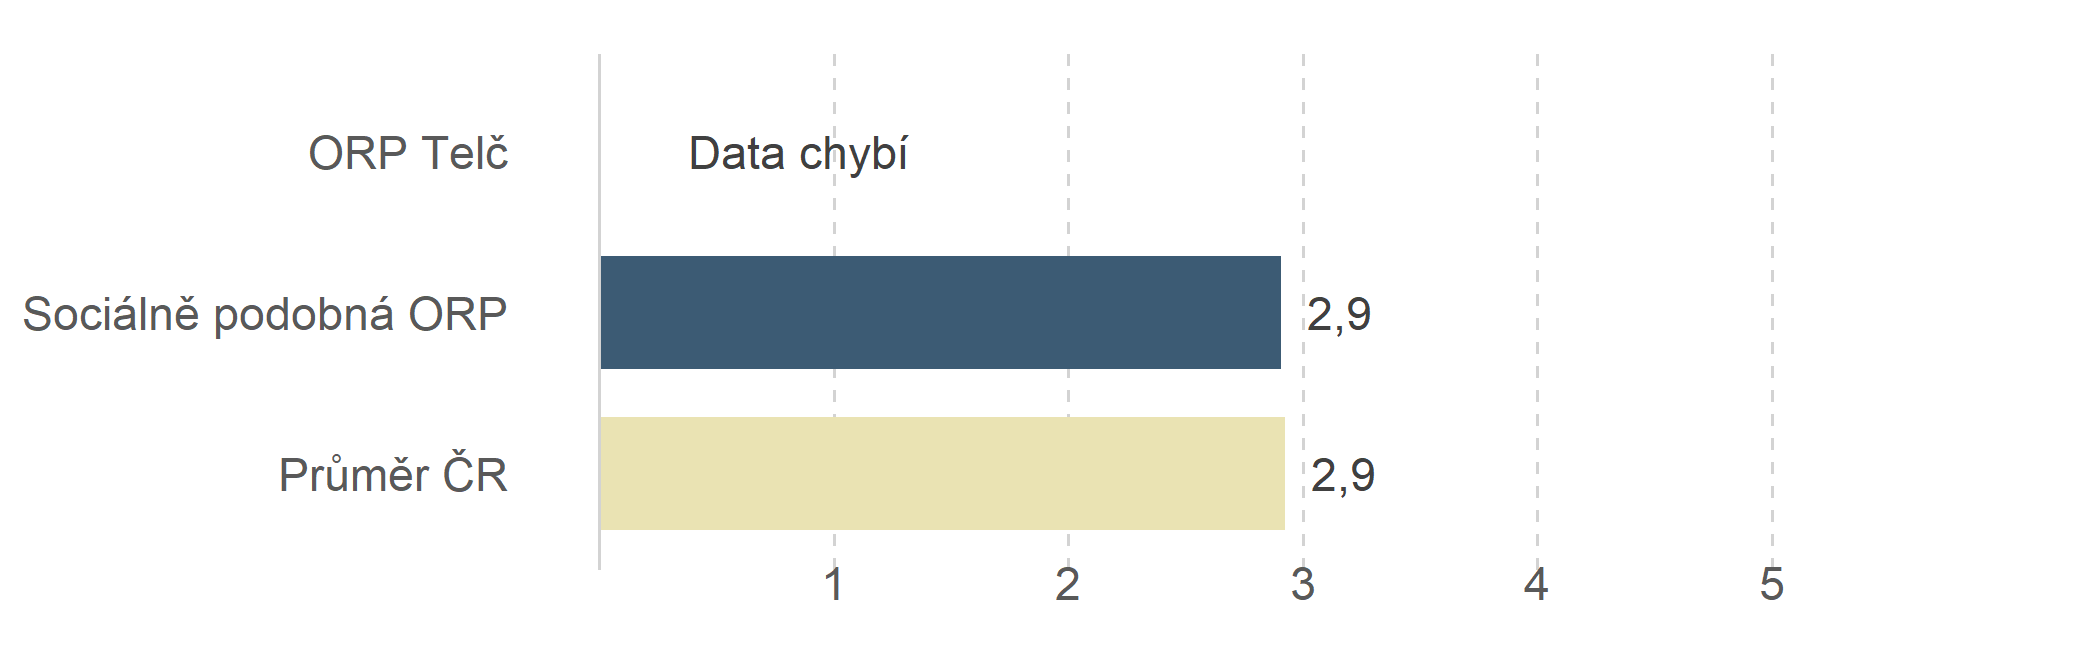 ORP Telč
Data chybí
Sociálně podobná ORP
2,9
Průměr ČR
2,9
1 2 3 4 5